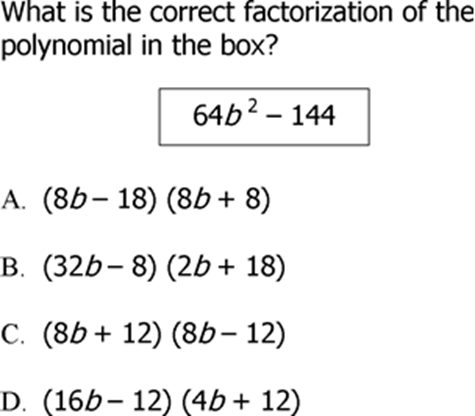 What is the correct factorization of the
polynomial in the box?
64b² – 144
A. (8b – 18) (8b + 8)
B. (32b – 8) (2b + 18)
C. (8b + 12) (8b – 12)
D. (16b – 12) (4b + 12)